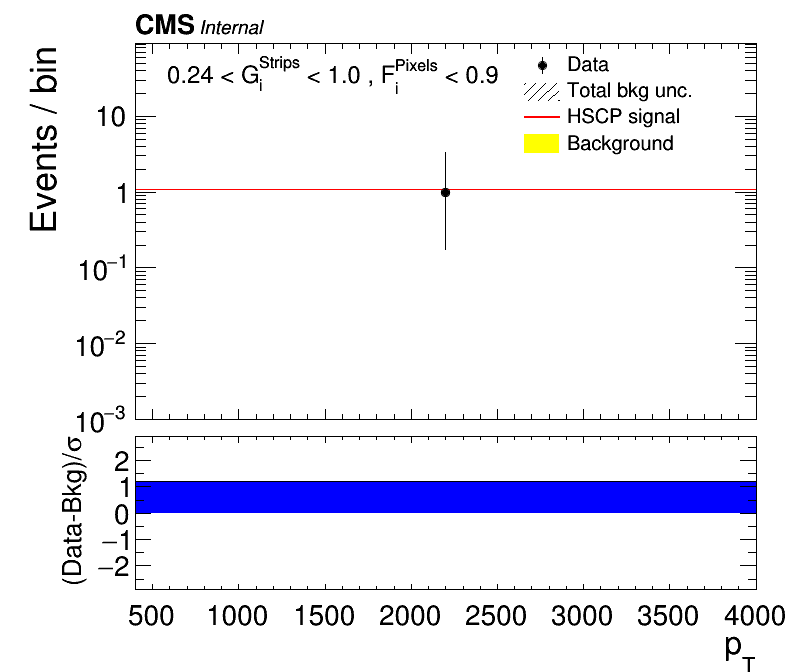 CMS Internal
Events / bin
0.24 < G_i^Strips < 1.0 , F_i^Pixels < 0.9
Data
Total bkg unc.
HSCP signal
Background
10
1
10^−1
10^−2
10^−3
(Data-Bkg)/σ
2
1
0
−1
−2
500 1000 1500 2000 2500 3000 3500 4000
p_T